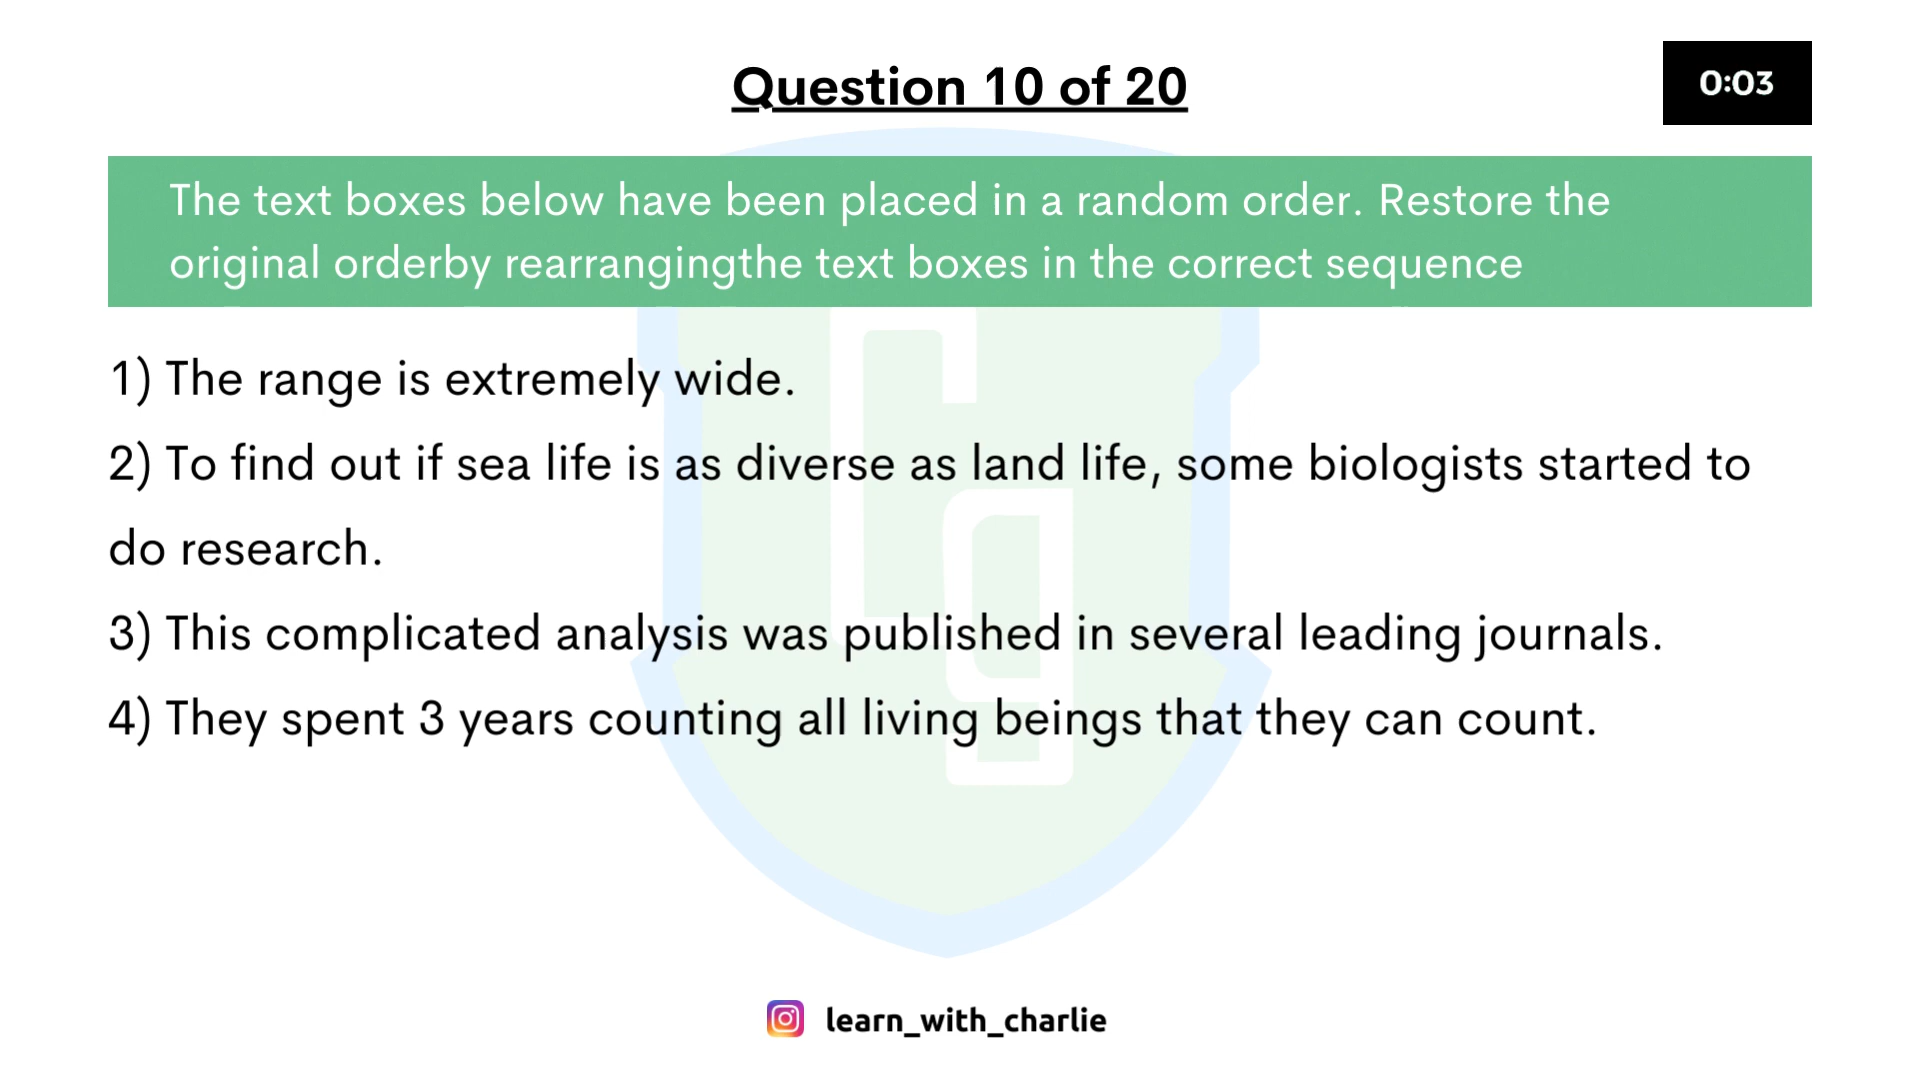 Question 10 of 20
0:03
The text boxes below have been placed in a random order. Restore the
original orderby rearrangingthe text boxes in the correct sequence
1) The range is extremely wide.
2) To find out if sea life is as diverse as land life, some biologists started to
do research.
3) This complicated analysis was published in several leading journals.
4) They spent 3 years counting all living beings that they can count.
learn_with_charlie